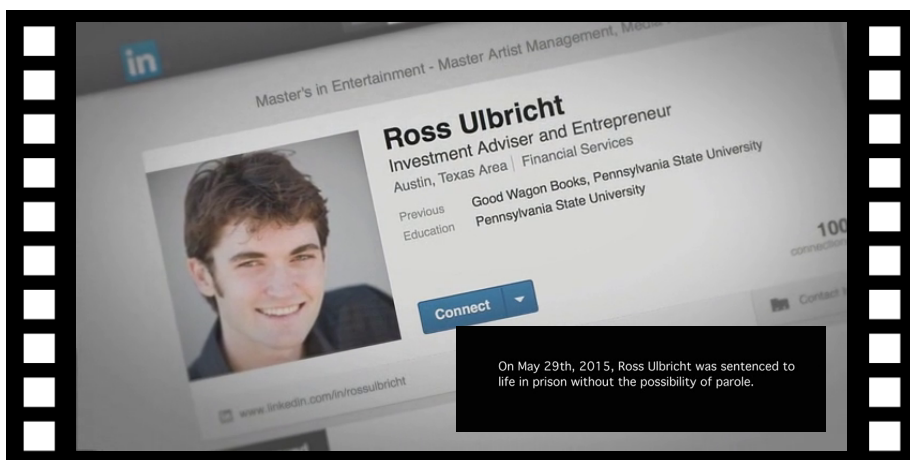 in
Master's in Entertainment - Master Artist Management, Media
Ross Ulbricht
Investment Adviser and Entrepreneur
Austin, Texas Area | Financial Services
Previous Good Wagon Books, Pennsylvania State University
Education Pennsylvania State University
100
connections
Connect
Contact
www.linkedin.com/in/rossulbricht
On May 29th, 2015, Ross Ulbricht was sentenced to
life in prison without the possibility of parole.